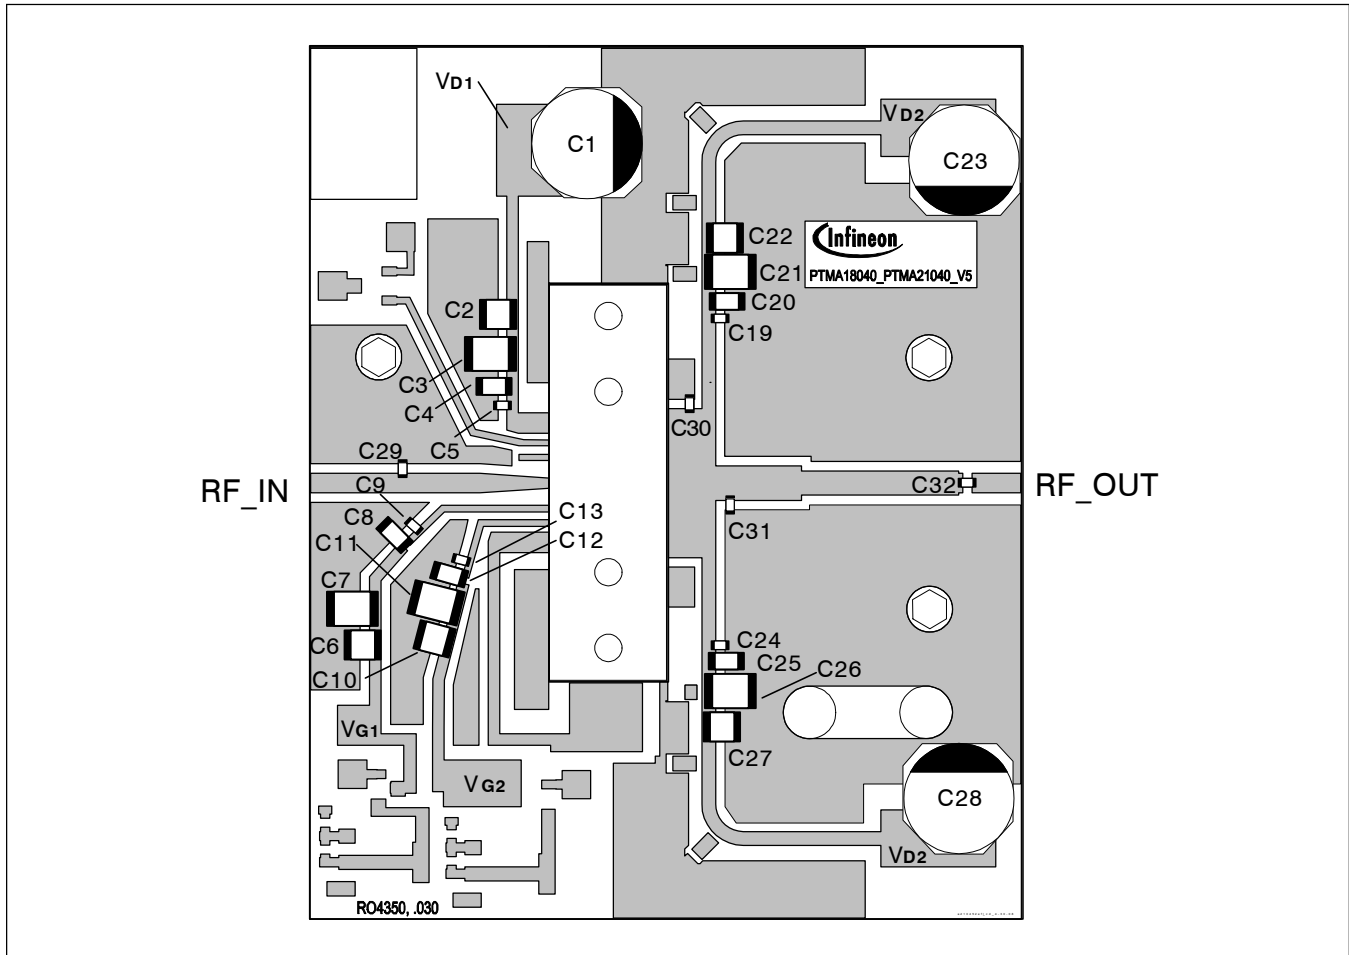 VD1
C1
VD2
C23
C22
Infineon
C21
PTMA18040_PTMA21040_V5
C2
C20
C19
C3
C4
C30
C5
C29
RF_IN
C9
C32
RF_OUT
C8
C13
C31
C11
C12
C7
C6
C24
C25
C26
C10
VG1
C27
VG2
C28
VD2
RO4350, .030